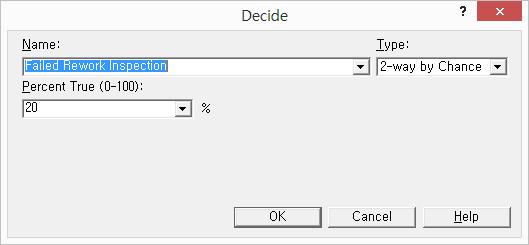 Decide
?
Name:
Type:
Failed Rework Inspection
2-way by Chance
Percent True (0-100):
20
%
OK
Cancel
Help